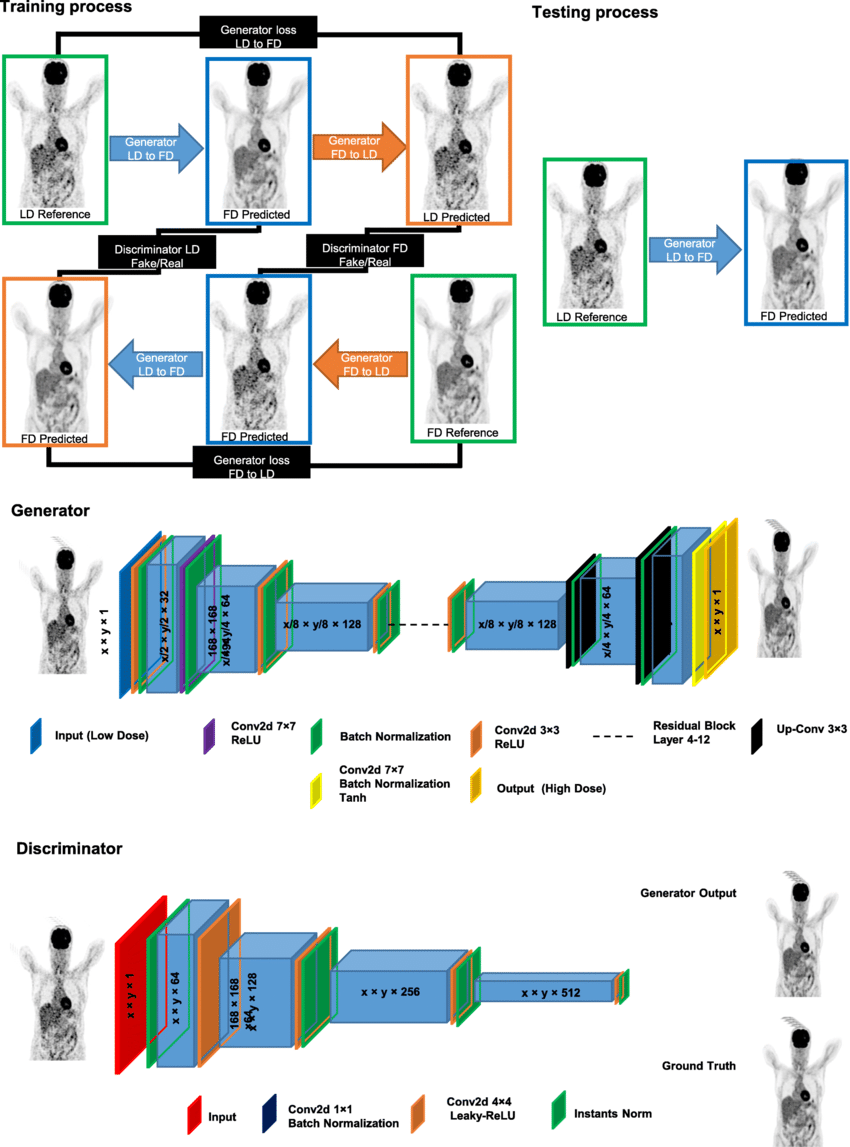 Training process
Testing process
Generator loss
LD to FD
Generator
LD to FD
Generator
FD to LD
LD Reference
FD Predicted
LD Predicted
Discriminator LD
Fake/Real
Discriminator FD
Fake/Real
Generator
LD to FD
Generator
FD to LD
FD Predicted
FD Predicted
FD Reference
Generator loss
FD to LD
Generator
LD to FD
LD Reference
FD Predicted
Generator
x × y × 1
x/2 × y/2 × 32
168 × 168
x/4 y/4 × 64
x/8 × y/8 × 128
x/8 × y/8 × 128
x/4 × y/4 × 64
x × y × 1
Input (Low Dose)
Conv2d 7×7
ReLU
Batch Normalization
Conv2d 3×3
ReLU
Residual Block
Layer 4-12
Up-Conv 3×3
Conv2d 7×7
Batch Normalization
Tanh
Output (High Dose)
Discriminator
x × y × 1
x × y × 64
168 × 168
×64
x × y × 128
x × y × 256
x × y × 512
Generator Output
Ground Truth
Input
Conv2d 1×1
Batch Normalization
Conv2d 4×4
Leaky-ReLU
Instants Norm